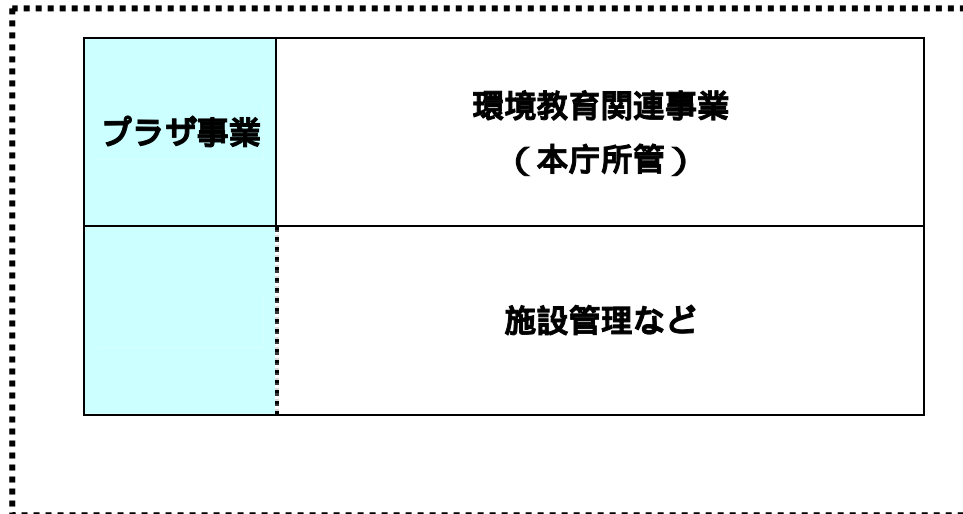 プラザ事業
環境教育関連事業
（本庁所管）
施設管理など